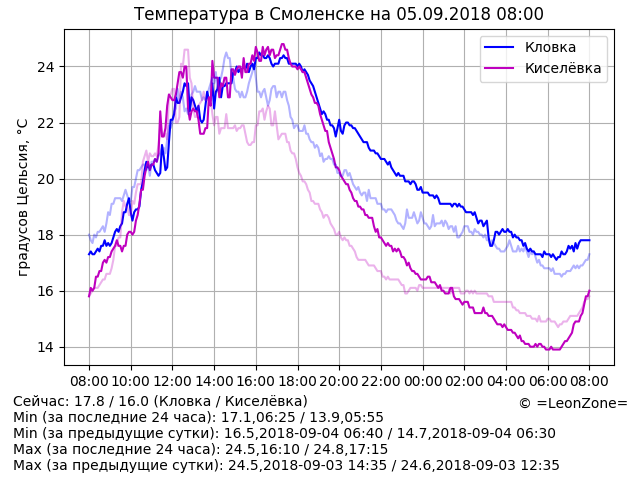 Температура в Смоленске на 05.09.2018 08:00
Кловка
Киселёвка
градусов Цельсия, °C
24
22
20
18
16
14
08:00 10:00 12:00 14:00 16:00 18:00 20:00 22:00 00:00 02:00 04:00 06:00 08:00
Сейчас: 17.8 / 16.0 (Кловка / Киселёвка)
© =LeonZone=
Min (за последние 24 часа): 17.1,06:25 / 13.9,05:55
Min (за предыдущие сутки): 16.5,2018-09-04 06:40 / 14.7,2018-09-04 06:30
Max (за последние 24 часа): 24.5,16:10 / 24.8,17:15
Max (за предыдущие сутки): 24.5,2018-09-03 14:35 / 24.6,2018-09-03 12:35